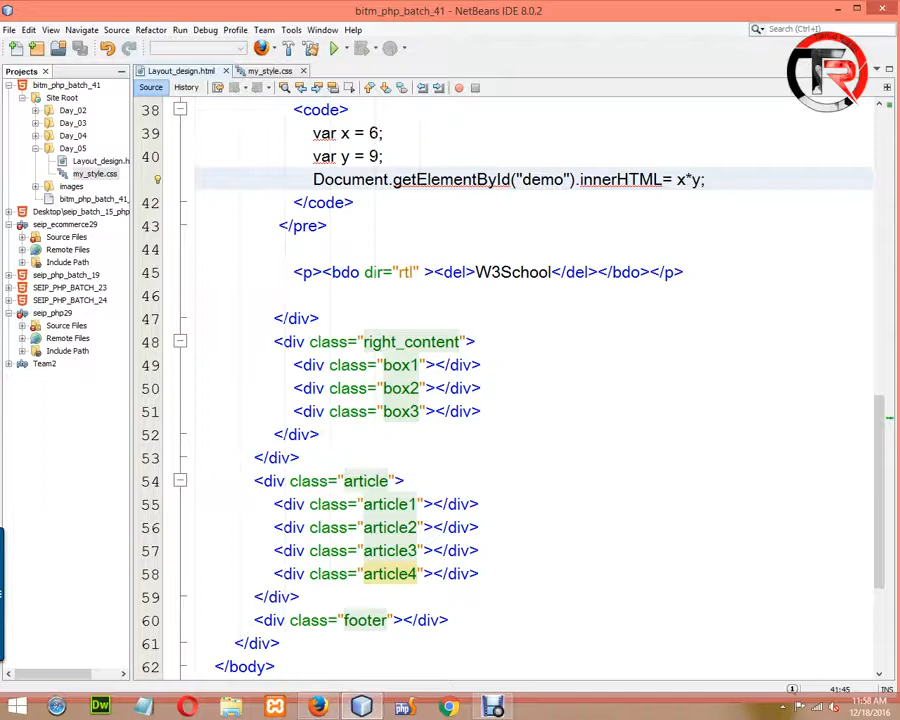 bitm_php_batch_41 - NetBeans IDE 8.0.2
File Edit View Navigate Source Refactor Run Debug Profile Team Tools Window Help
Search (Ctrl+I)
Projects
Layout_design.html
my_style.css
Source
History
bitm_php_batch_41
Site Root
Day_02
Day_03
Day_04
Day_05
Layout_design.h
my_style.css
images
bitm_php_batch_41_
Desktop\seip_batch_15_php
seip_ecommerce29
Source Files
Remote Files
Include Path
seip_php_batch_19
SEIP_PHP_BATCH_23
SEIP_PHP_BATCH_24
seip_php29
Source Files
Remote Files
Include Path
Team2
38 <code>
39 var x = 6;
40 var y = 9;
Document.getElementById("demo").innerHTML= x*y;
42 </code>
43 </pre>
44
45 <p><bdo dir="rtl" ><del>W3School</del></bdo></p>
46
47 </div>
48 <div class="right_content">
49 <div class="box1"></div>
50 <div class="box2"></div>
51 <div class="box3"></div>
52 </div>
53 </div>
54 <div class="article">
55 <div class="article1"></div>
56 <div class="article2"></div>
57 <div class="article3"></div>
58 <div class="article4"></div>
59 </div>
60 <div class="footer"></div>
61 </div>
62 </body>
1
41:45
INS
Dw
php
11:58 AM
12/18/2016